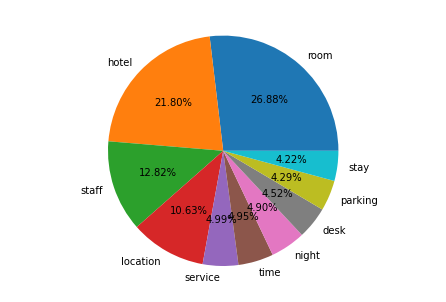 room
hotel
26.88%
21.80%
staff
12.82%
4.22%
stay
4.29%
4.52%
parking
10.63%
4.90%
4.95%
4.99%
desk
location
night
service
time